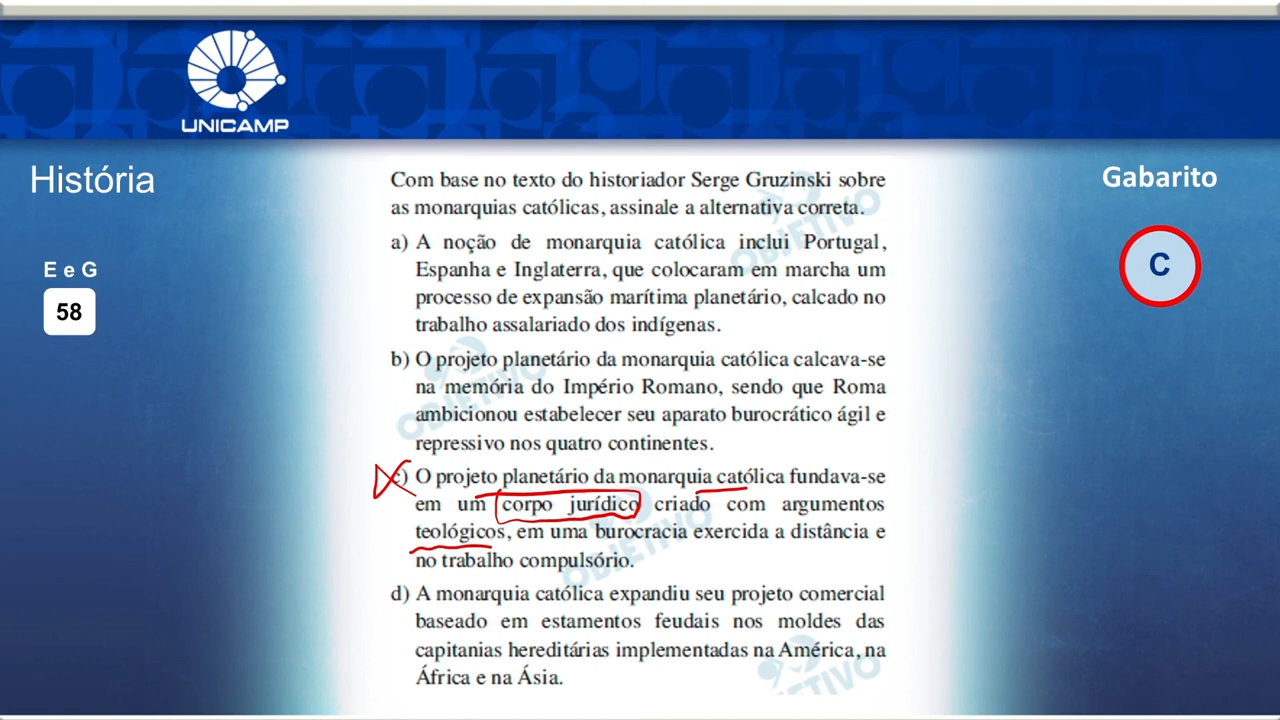 UNICAMP
História
Gabarito
C
E e G
58
Com base no texto do historiador Serge Gruzinski sobre
as monarquias católicas, assinale a alternativa correta.
a) A noção de monarquia católica inclui Portugal,
Espanha e Inglaterra, que colocaram em marcha um
processo de expansão marítima planetário, calcado no
trabalho assalariado dos indígenas.
b) O projeto planetário da monarquia católica calcava-se
na memória do Império Romano, sendo que Roma
ambicionou estabelecer seu aparato burocrático ágil e
repressivo nos quatro continentes.
c) O projeto planetário da monarquia católica fundava-se
em um corpo jurídico criado com argumentos
teológicos, em uma burocracia exercida a distância e
no trabalho compulsório.
d) A monarquia católica expandiu seu projeto comercial
baseado em estamentos feudais nos moldes das
capitanias hereditárias implementadas na América, na
África e na Ásia.
OBJETIVO
OBJETIVO
OBJETIVO
OBJETIVO